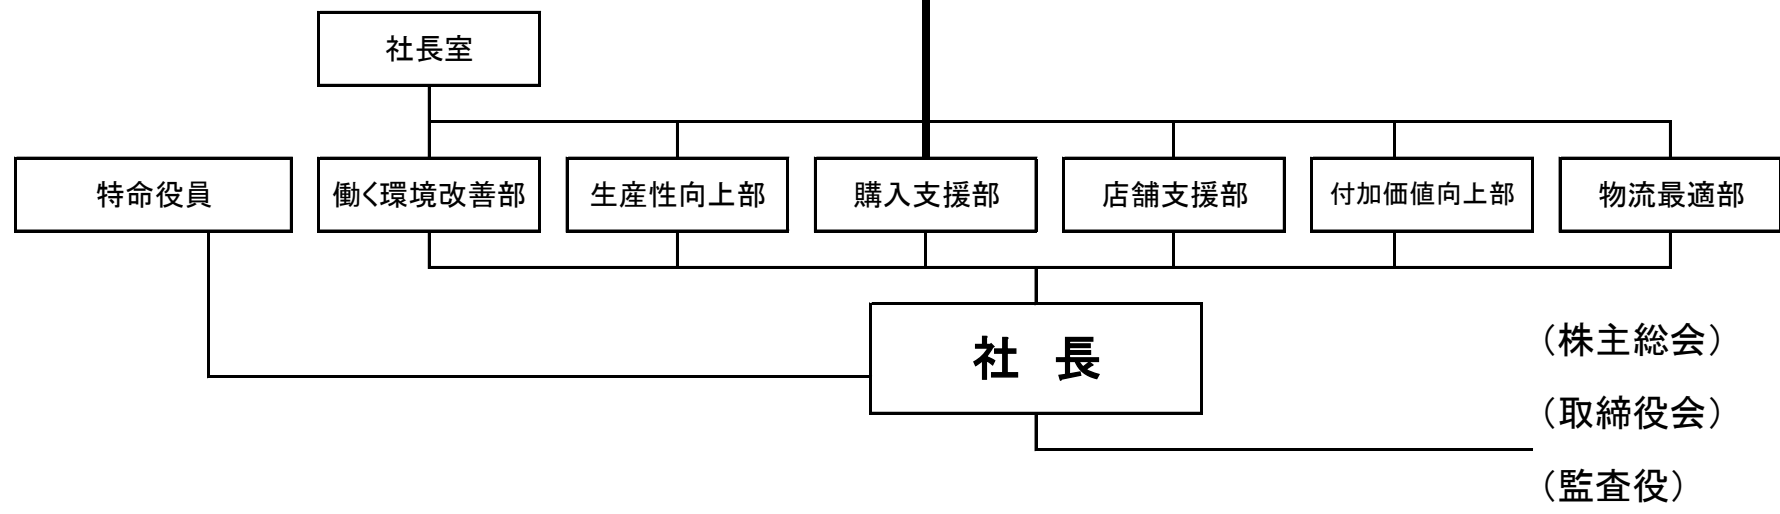 社長室
特命役員
働く環境改善部
生産性向上部
購入支援部
店舗支援部
付加価値向上部
物流最適部
社 長
（株主総会）
（取締役会）
（監査役）